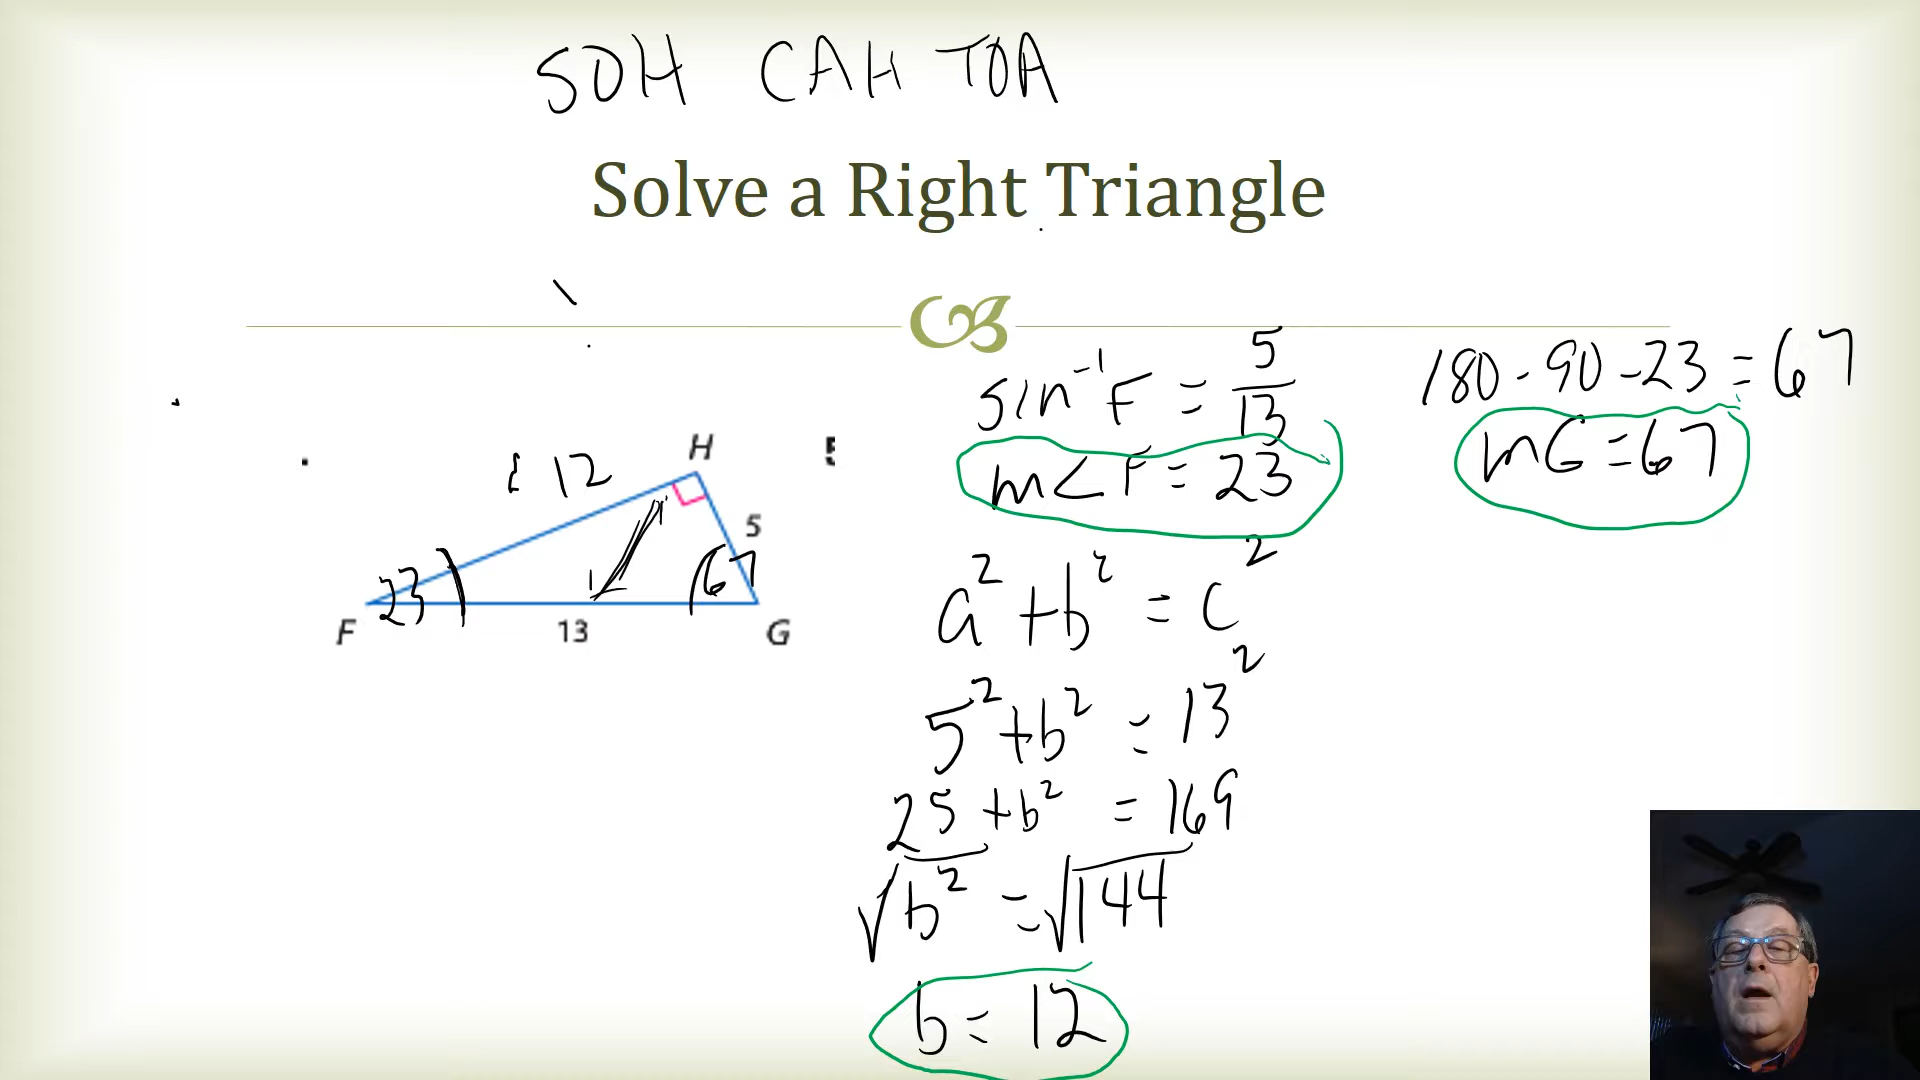 SOH CAH TOA
Solve a Right Triangle
sin⁻¹F = 5/13
m∠F = 23
180 - 90 - 23 = 67
mG = 67
H
12
5
23
67
F
13
G
a² + b² = c²
5² + b² = 13²
25 + b² = 169
√b² = √144
b = 12